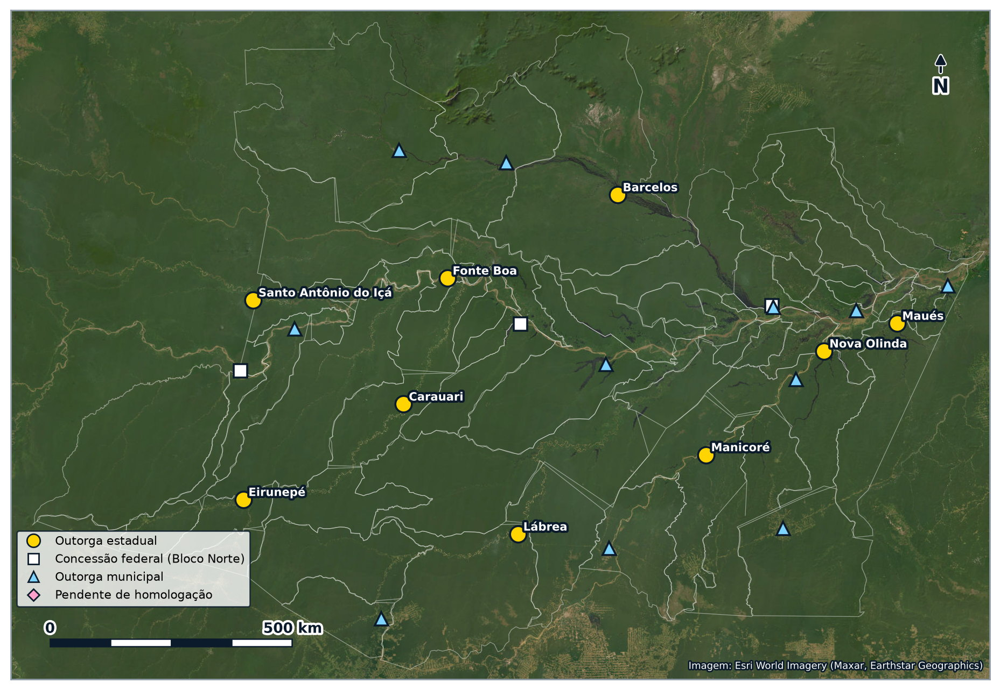 N
Barcelos
Fonte Boa
Santo Antônio do Içá
Maués
Nova Olinda
Carauari
Manicoré
Eirunepé
Lábrea
Outorga estadual
Concessão federal (Bloco Norte)
Outorga municipal
Pendente de homologação
0 500 km
Imagem: Esri World Imagery (Maxar, Earthstar Geographics)